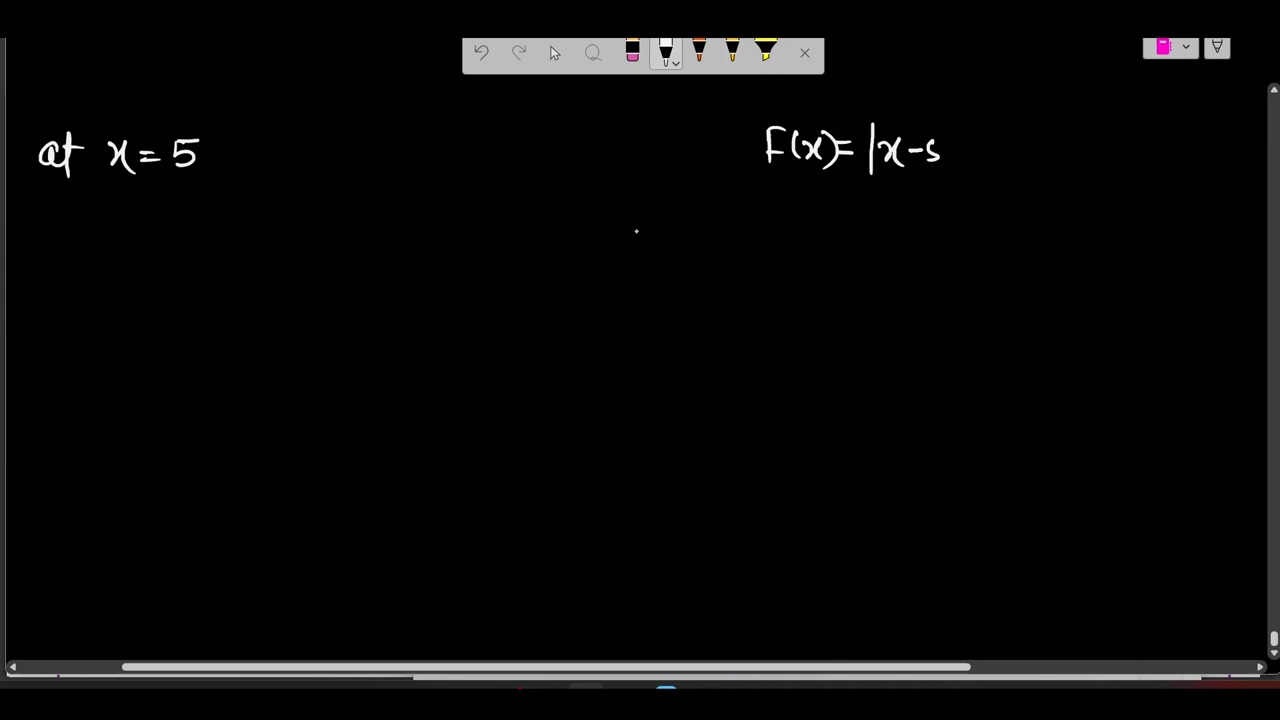 at x = 5
F(x)= |x-5